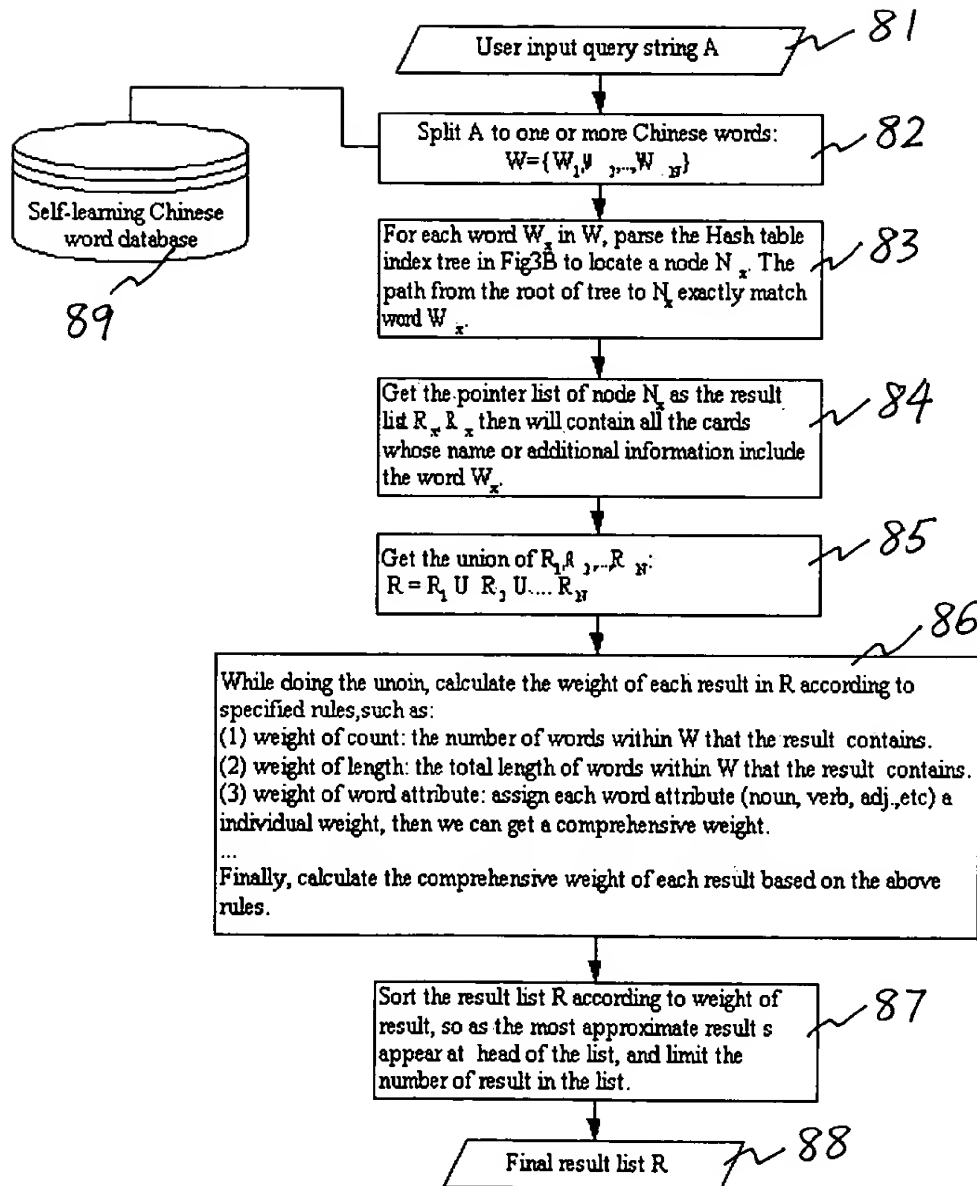 81
User input query string A
Split A to one or more Chinese words:
W={W₁,W ₂,..,W N}
82
Self-learning Chinese
word database
89
For each word Wₓ in W, parse the Hash table
index tree in Fig3B to locate a node N ₓ. The
path from the root of tree to Nₓ exactly match
word W ₓ.
83
Get the pointer list of node Nₓ as the result
list Rₓ. R ₓ then will contain all the cards
whose name or additional information include
the word Wₓ.
84
Get the union of R₁,R ₂,..,R N:
R = R₁ U R₂ U.... RN
85
86
While doing the unoin, calculate the weight of each result in R according to
specified rules,such as:
(1) weight of count: the number of words within W that the result contains.
(2) weight of length: the total length of words within W that the result contains.
(3) weight of word attribute: assign each word attribute (noun, verb, adj.,etc) a
individual weight, then we can get a comprehensive weight.
...
Finally, calculate the comprehensive weight of each result based on the above
rules.
Sort the result list R according to weight of
result, so as the most approximate result s
appear at head of the list, and limit the
number of result in the list.
87
Final result list R
88